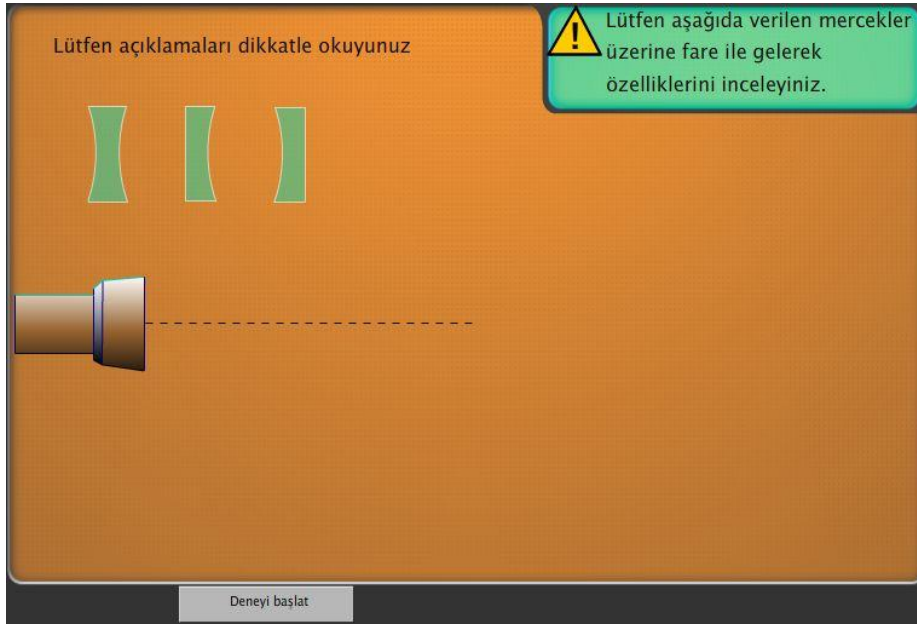 Lütfen açıklamaları dikkatle okuyunuz
Lütfen aşağıda verilen mercekler
üzerine fare ile gelerek
özelliklerini inceleyiniz.
Deneyi başlat